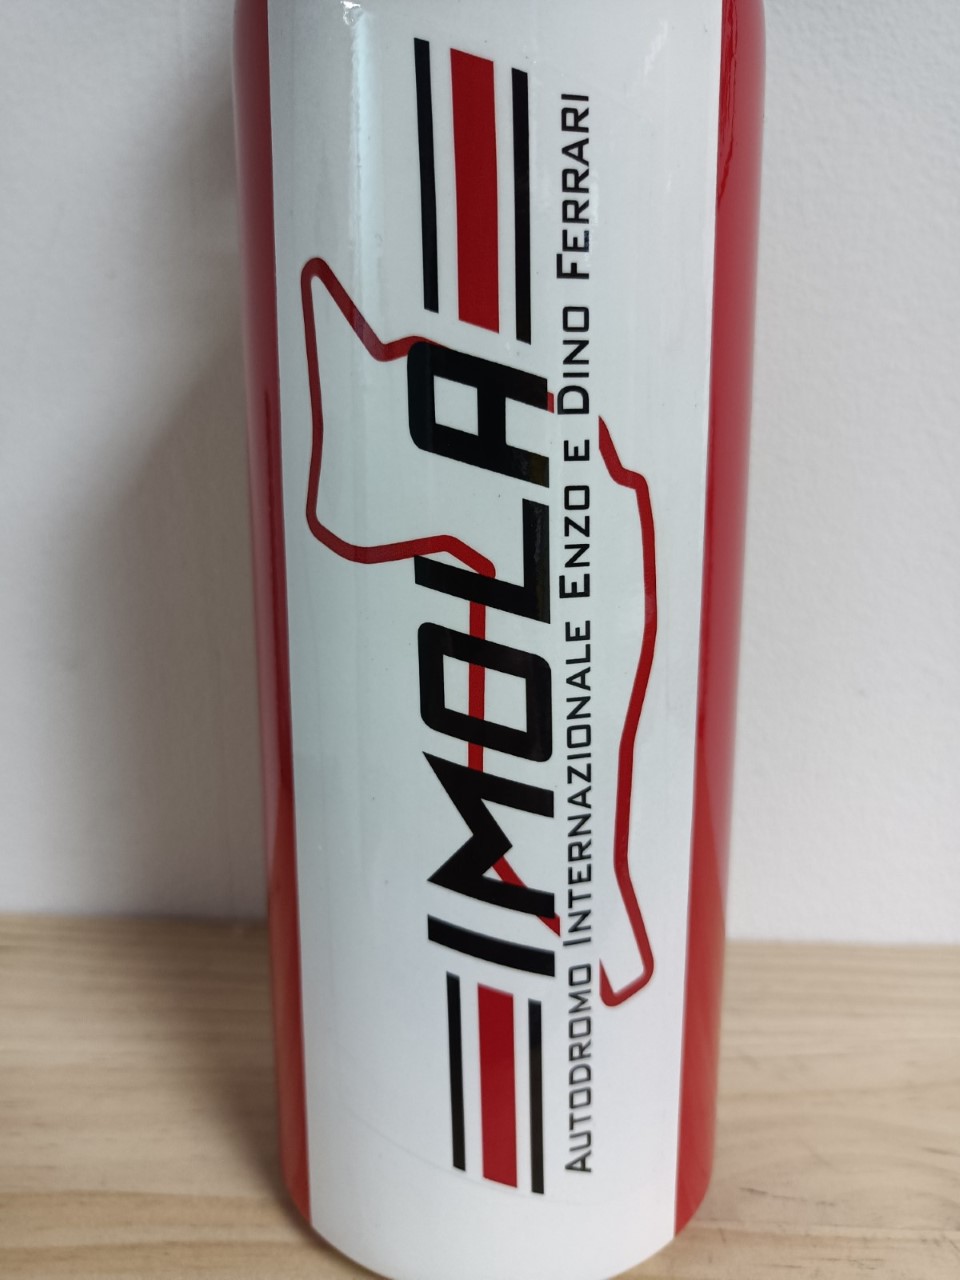 IMOLA
Autodromo Internazionale Enzo e Dino Ferrari